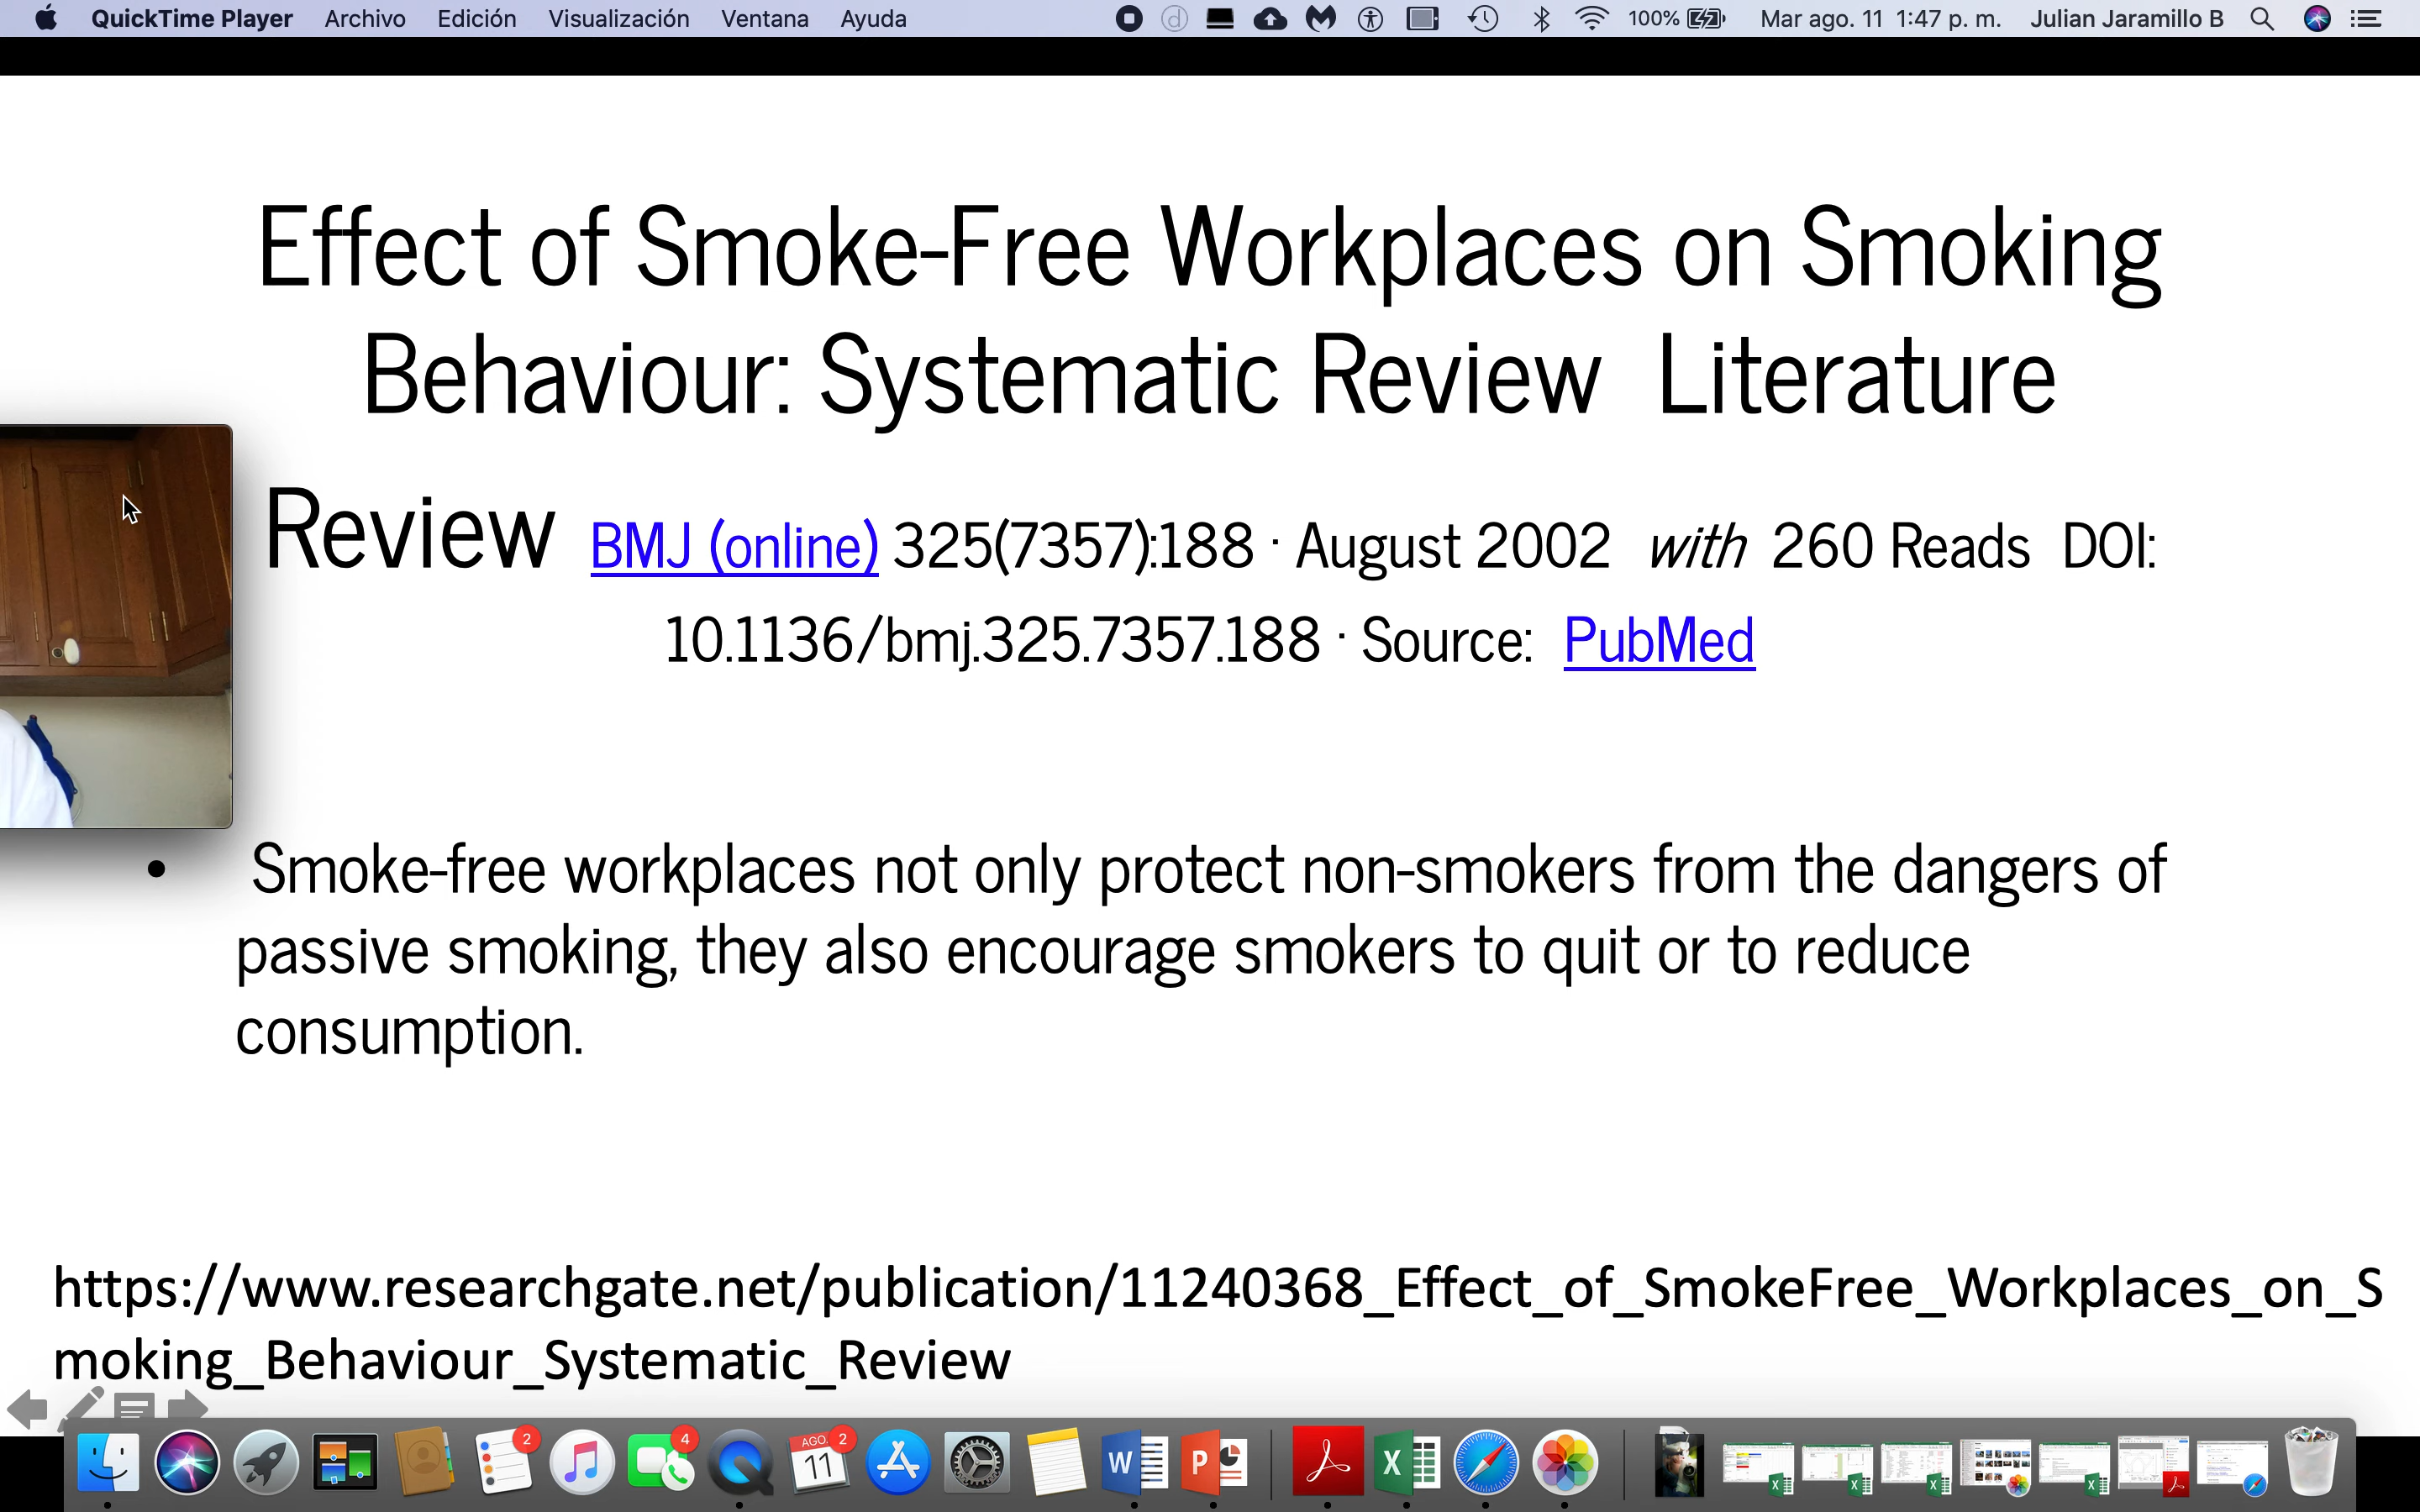 QuickTime Player Archivo Edición Visualización Ventana Ayuda 100% Mar ago. 11 1:47 p. m. Julian Jaramillo B
Effect of Smoke-Free Workplaces on Smoking
Behaviour: Systematic Review Literature
Review BMJ (online) 325(7357):188 · August 2002 with 260 Reads DOI:
10.1136/bmj.325.7357.188 · Source: PubMed
• Smoke-free workplaces not only protect non-smokers from the dangers of
passive smoking, they also encourage smokers to quit or to reduce
consumption.
https://www.researchgate.net/publication/11240368_Effect_of_SmokeFree_Workplaces_on_S
moking_Behaviour_Systematic_Review
2
4
AGO. 2
11
W
P
X